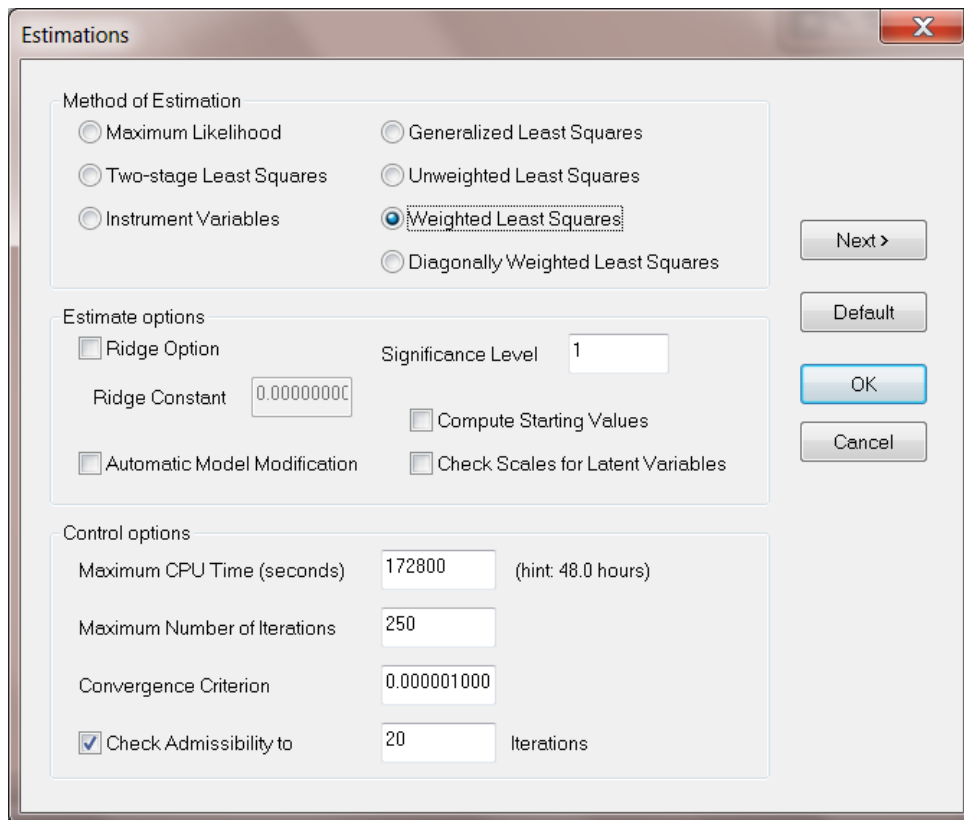 Estimations
X
Method of Estimation
Maximum Likelihood
Generalized Least Squares
Two-stage Least Squares
Unweighted Least Squares
Instrument Variables
Weighted Least Squares
Diagonally Weighted Least Squares
Next >
Default
OK
Cancel
Estimate options
Ridge Option
Significance Level 1
Ridge Constant 0.0000000
Compute Starting Values
Automatic Model Modification
Check Scales for Latent Variables
Control options
Maximum CPU Time (seconds) 172800 (hint: 48.0 hours)
Maximum Number of Iterations 250
Convergence Criterion 0.000001000
Check Admissibility to 20 Iterations